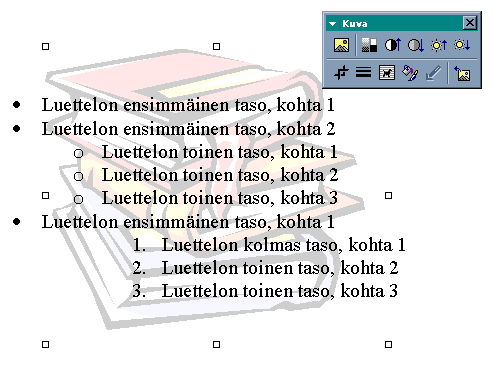 Kuva
• Luettelon ensimmäinen taso, kohta 1
• Luettelon ensimmäinen taso, kohta 2
o Luettelon toinen taso, kohta 1
o Luettelon toinen taso, kohta 2
o Luettelon toinen taso, kohta 3
• Luettelon ensimmäinen taso, kohta 1
1. Luettelon kolmas taso, kohta 1
2. Luettelon toinen taso, kohta 2
3. Luettelon toinen taso, kohta 3